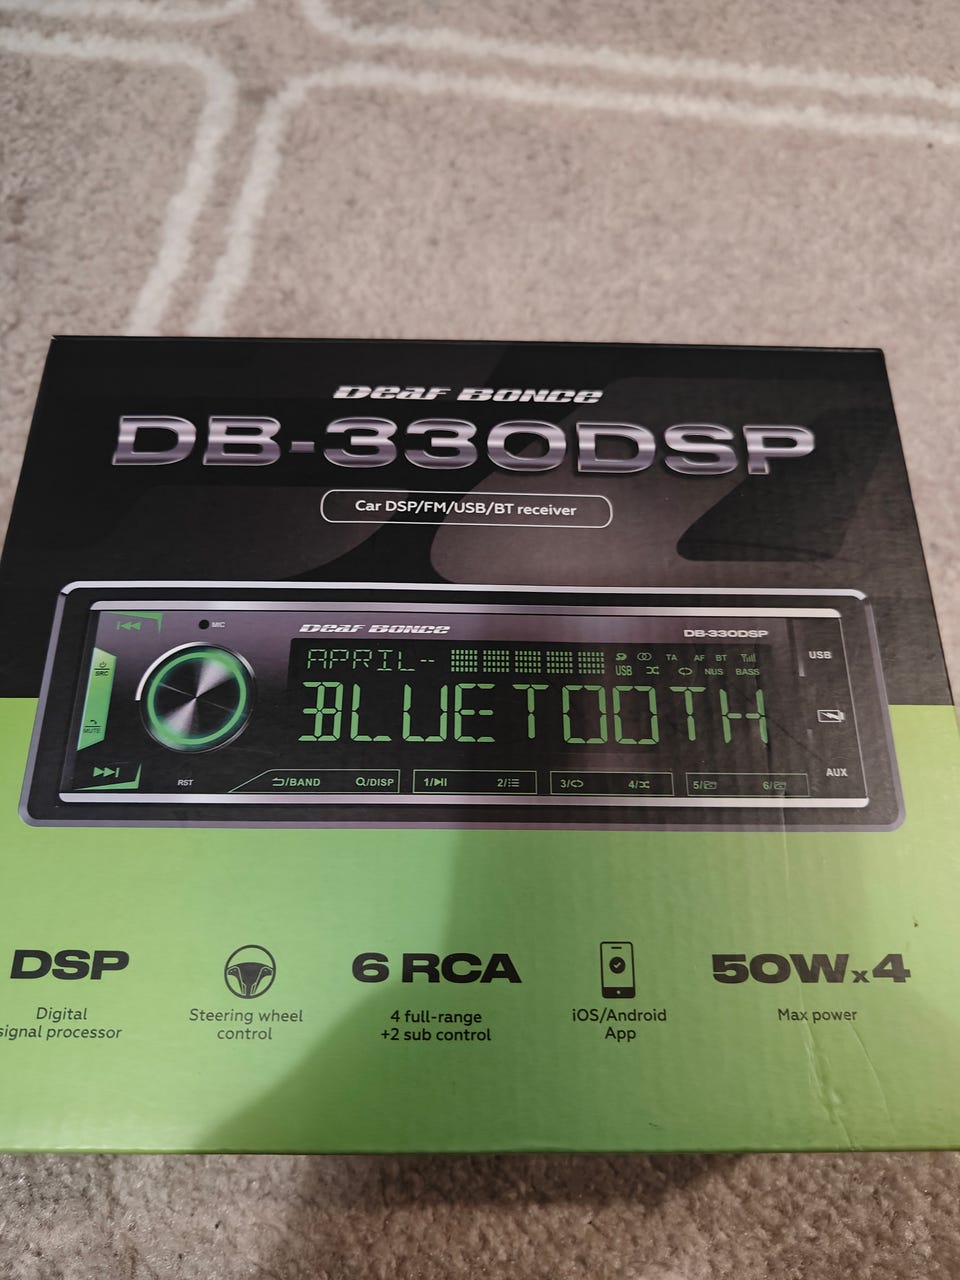 Deaf Bonce
DB-330DSP
Car DSP/FM/USB/BT receiver
MIC
Deaf Bonce
DB-330DSP
USB
SRC
APRIL--
TA AF BT
USB NUS BASS
BLUETOOTH
MUTE
RST
/BAND
/DISP
1/
2/
3/
4/
5/
6/
AUX
DSP
Digital
signal processor
Steering wheel
control
6 RCA
4 full-range
+2 sub control
iOS/Android
App
50Wx4
Max power